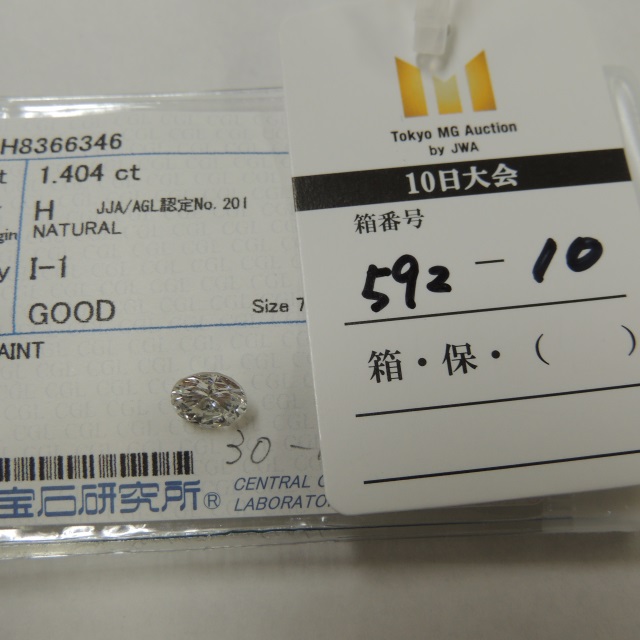 H8366346
t 1.404 ct
H JJA/AGL認定No.201
gin NATURAL
y I-1
GOOD Size 7
AINT
30 -
宝石研究所®
CENTRAL
LABORATO
Tokyo MG Auction
by JWA
10日大会
箱番号
592 - 10
箱・保・( )